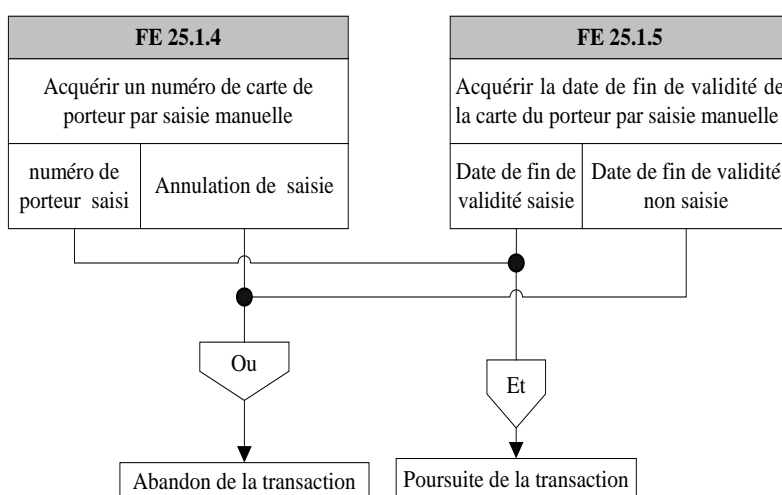 FE 25.1.4
Acquérir un numéro de carte de
porteur par saisie manuelle
numéro de
porteur saisi
Annulation de saisie
FE 25.1.5
Acquérir la date de fin de validité de
la carte du porteur par saisie manuelle
Date de fin de
validité saisie
Date de fin de validité
non saisie
Ou
Et
Abandon de la transaction
Poursuite de la transaction